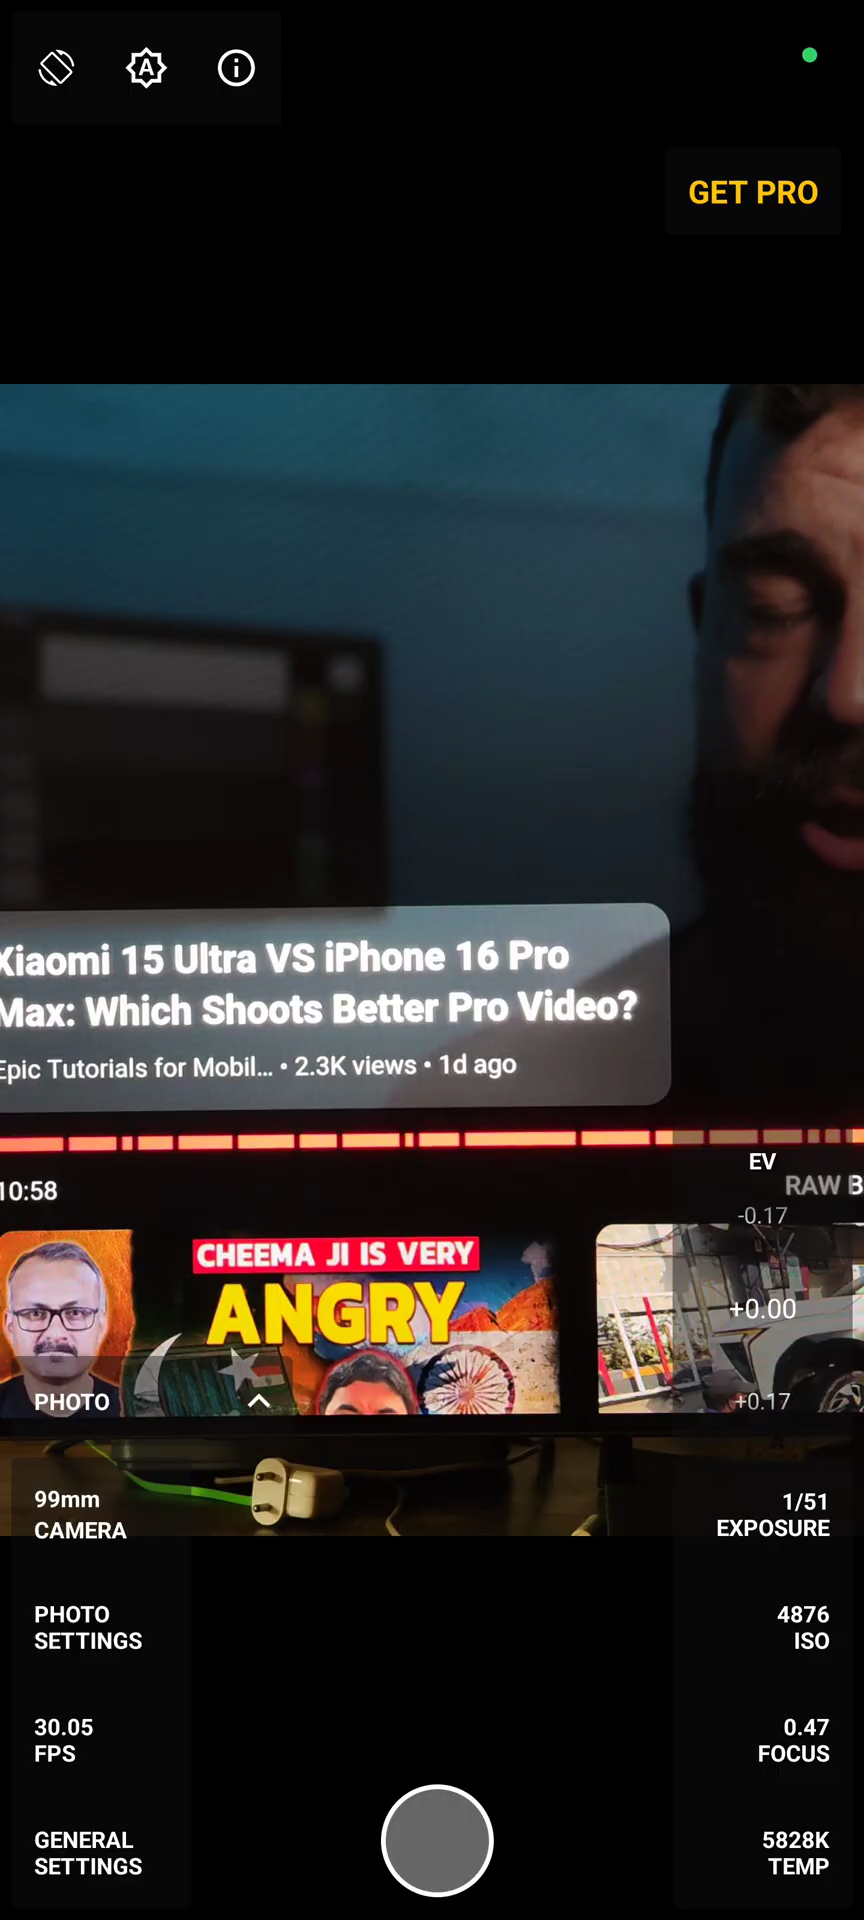 A
GET PRO
Xiaomi 15 Ultra VS iPhone 16 Pro
Max: Which Shoots Better Pro Video?
Epic Tutorials for Mobil... • 2.3K views • 1d ago
10:58
EV
RAW B
-0.17
CHEEMA JI IS VERY
ANGRY
+0.00
+0.17
PHOTO
99mm
CAMERA
1/51
EXPOSURE
PHOTO
SETTINGS
4876
ISO
30.05
FPS
0.47
FOCUS
GENERAL
SETTINGS
5828K
TEMP